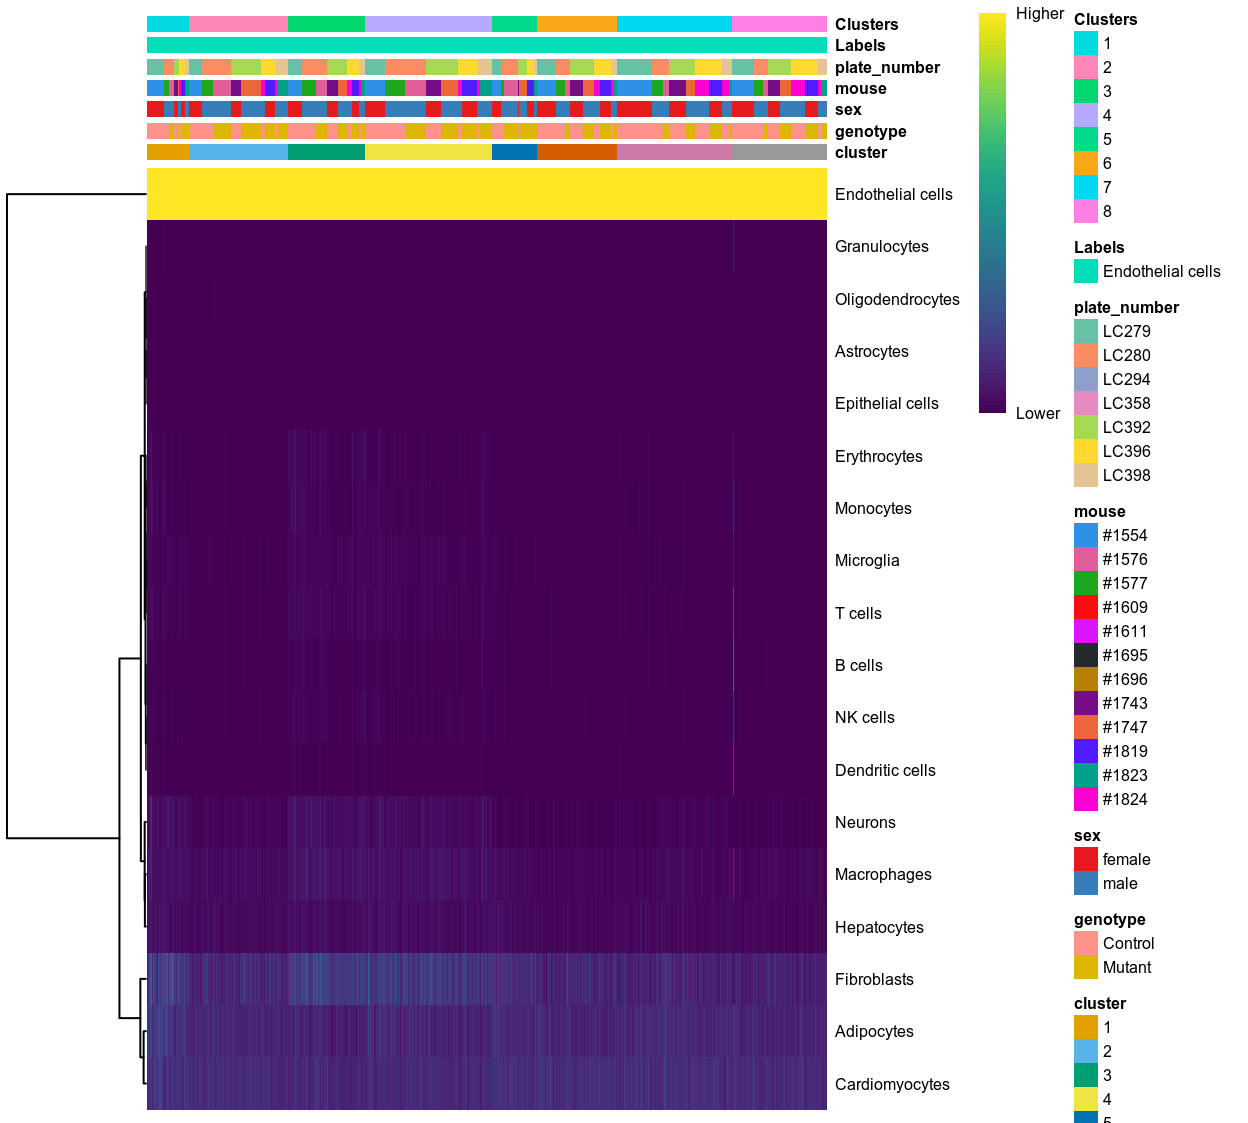 Clusters
Labels
plate_number
mouse
sex
genotype
cluster
Endothelial cells
Granulocytes
Oligodendrocytes
Astrocytes
Epithelial cells
Erythrocytes
Monocytes
Microglia
T cells
B cells
NK cells
Dendritic cells
Neurons
Macrophages
Hepatocytes
Fibroblasts
Adipocytes
Cardiomyocytes
Higher
Lower
Clusters
1
2
3
4
5
6
7
8
Labels
Endothelial cells
plate_number
LC279
LC280
LC294
LC358
LC392
LC396
LC398
mouse
#1554
#1576
#1577
#1609
#1611
#1695
#1696
#1743
#1747
#1819
#1823
#1824
sex
female
male
genotype
Control
Mutant
cluster
1
2
3
4
5